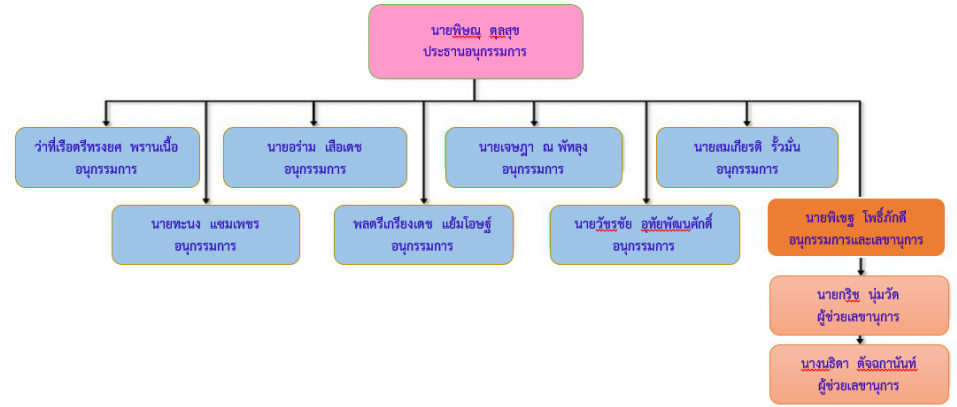 นายพิษณุ ตุลสุข
ประธานอนุกรรมการ
ว่าที่เรือตรีทรงยศ พรานเนื้อ
อนุกรรมการ
นายอร่าม เสือเดช
อนุกรรมการ
นายเจษฎา ณ พัทลุง
อนุกรรมการ
นายสมเกียรติ รั้วมั่น
อนุกรรมการ
นายทะนง แซมเพชร
อนุกรรมการ
พลตรีเกรียงเดช แย้มโอษฐ์
อนุกรรมการ
นายวัชรชัย อุทัยพัฒนศักดิ์
อนุกรรมการ
นายพิเชฐ โพธิ์ภักดี
อนุกรรมการและเลขานุการ
นายกริช นุ่มวัด
ผู้ช่วยเลขานุการ
นางนธิดา ตัจฉกานันท์
ผู้ช่วยเลขานุการ